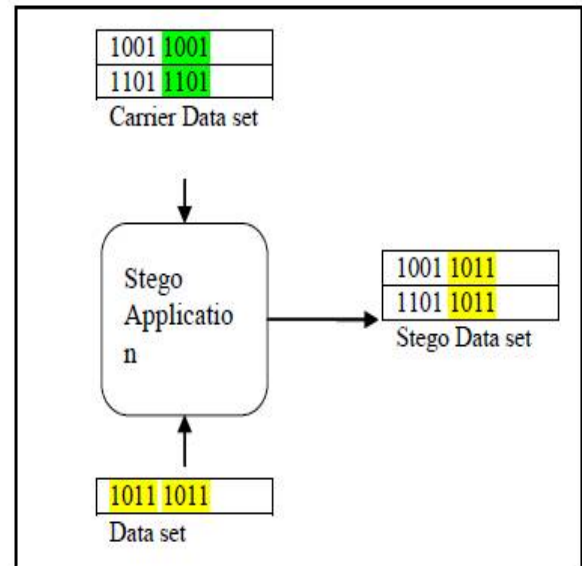 1001 1001
1101 1101
Carrier Data set
Stego
Applicatio
n
1001 1011
1101 1011
Stego Data set
1011 1011
Data set